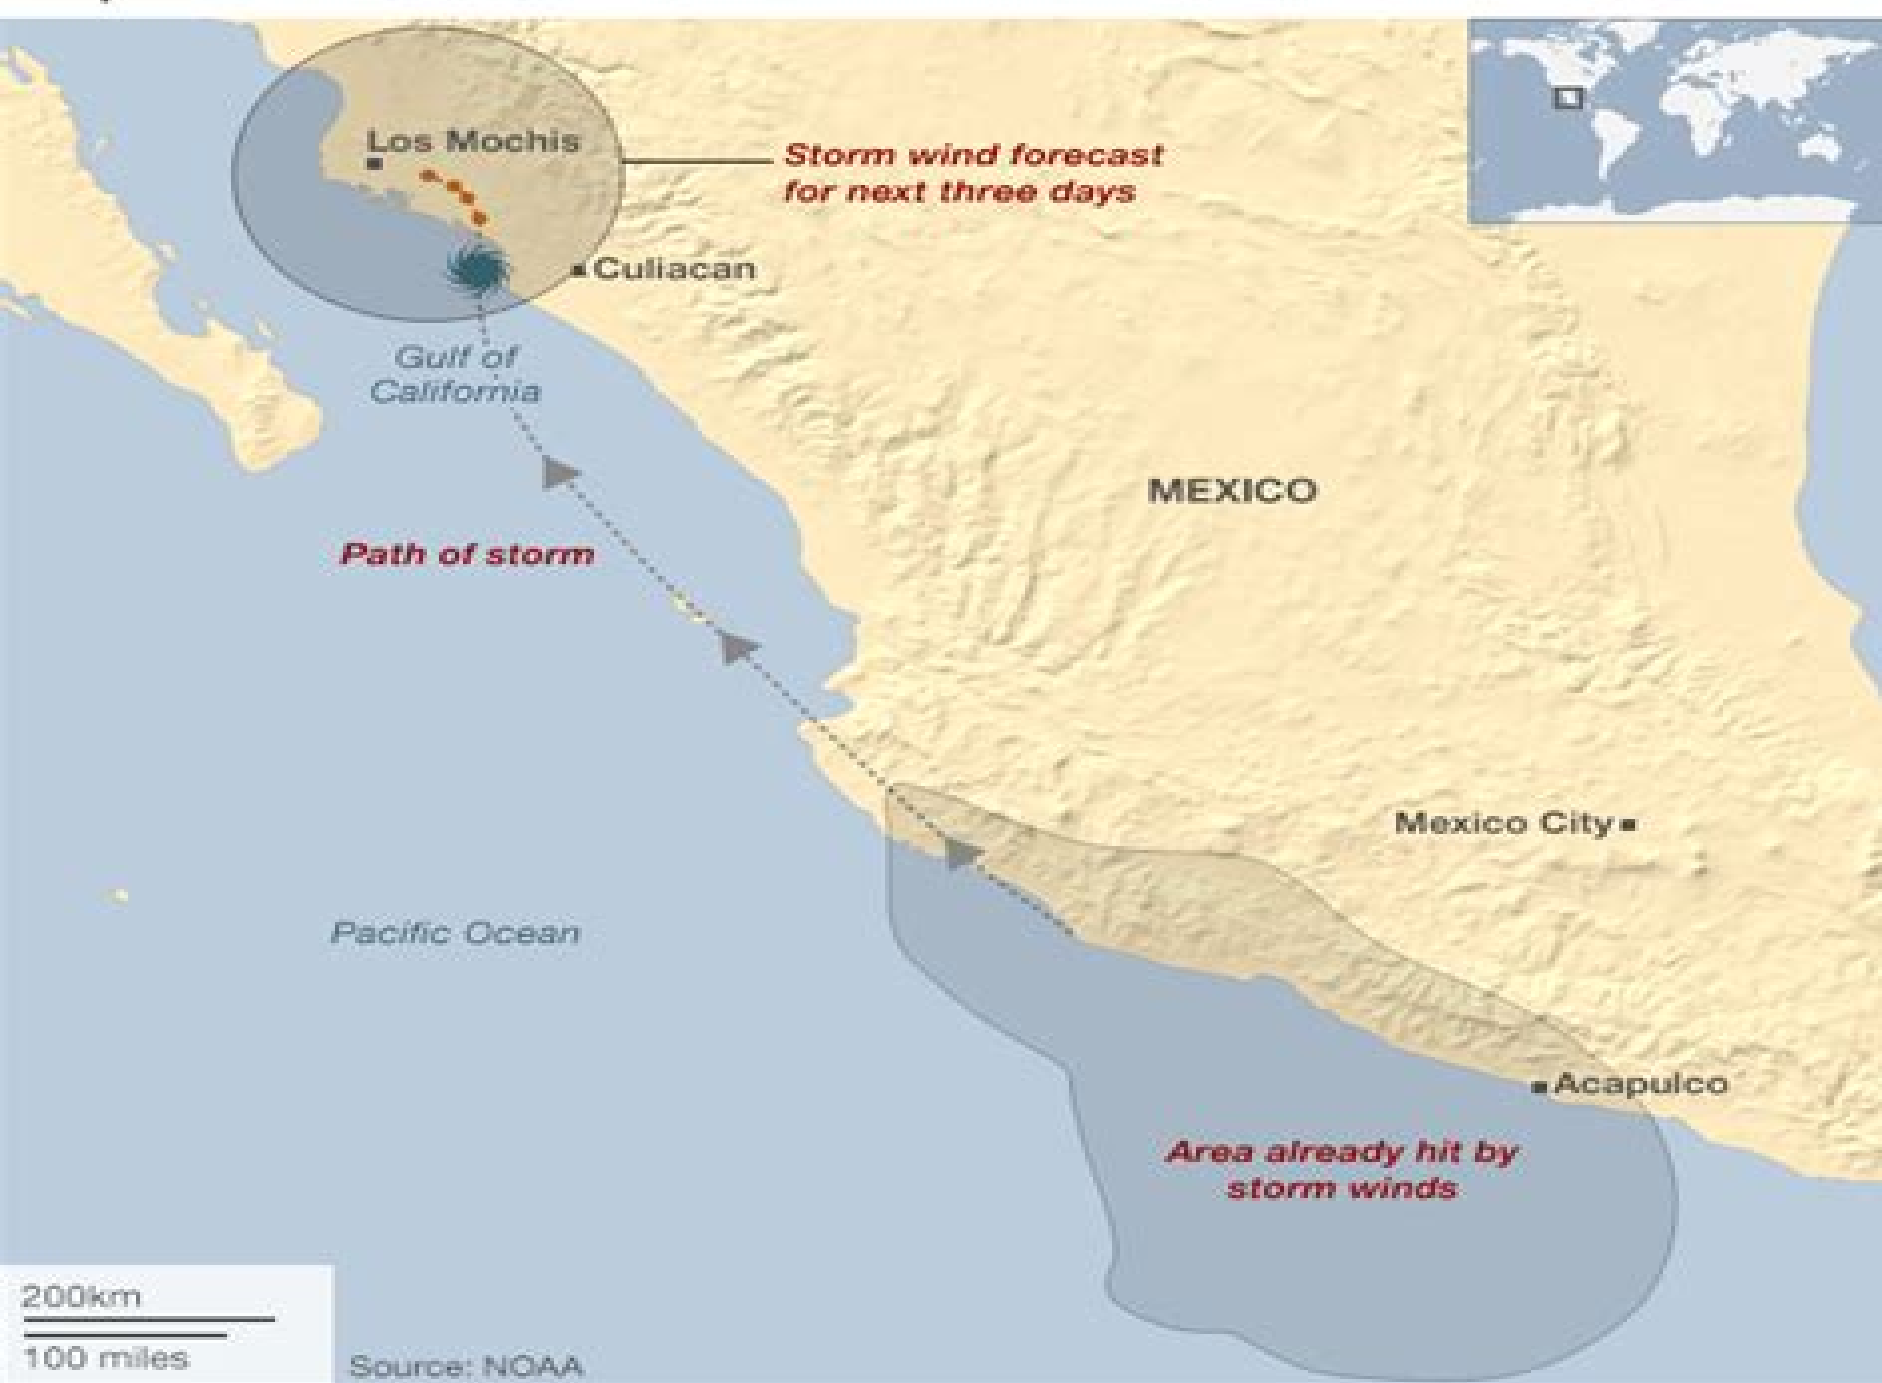 Los Mochis
Storm wind forecast
for next three days
Culiacan
Gulf of
California
MEXICO
Path of storm
Mexico City
Pacific Ocean
Acapulco
Area already hit by
storm winds
200km
100 miles
Source: NOAA